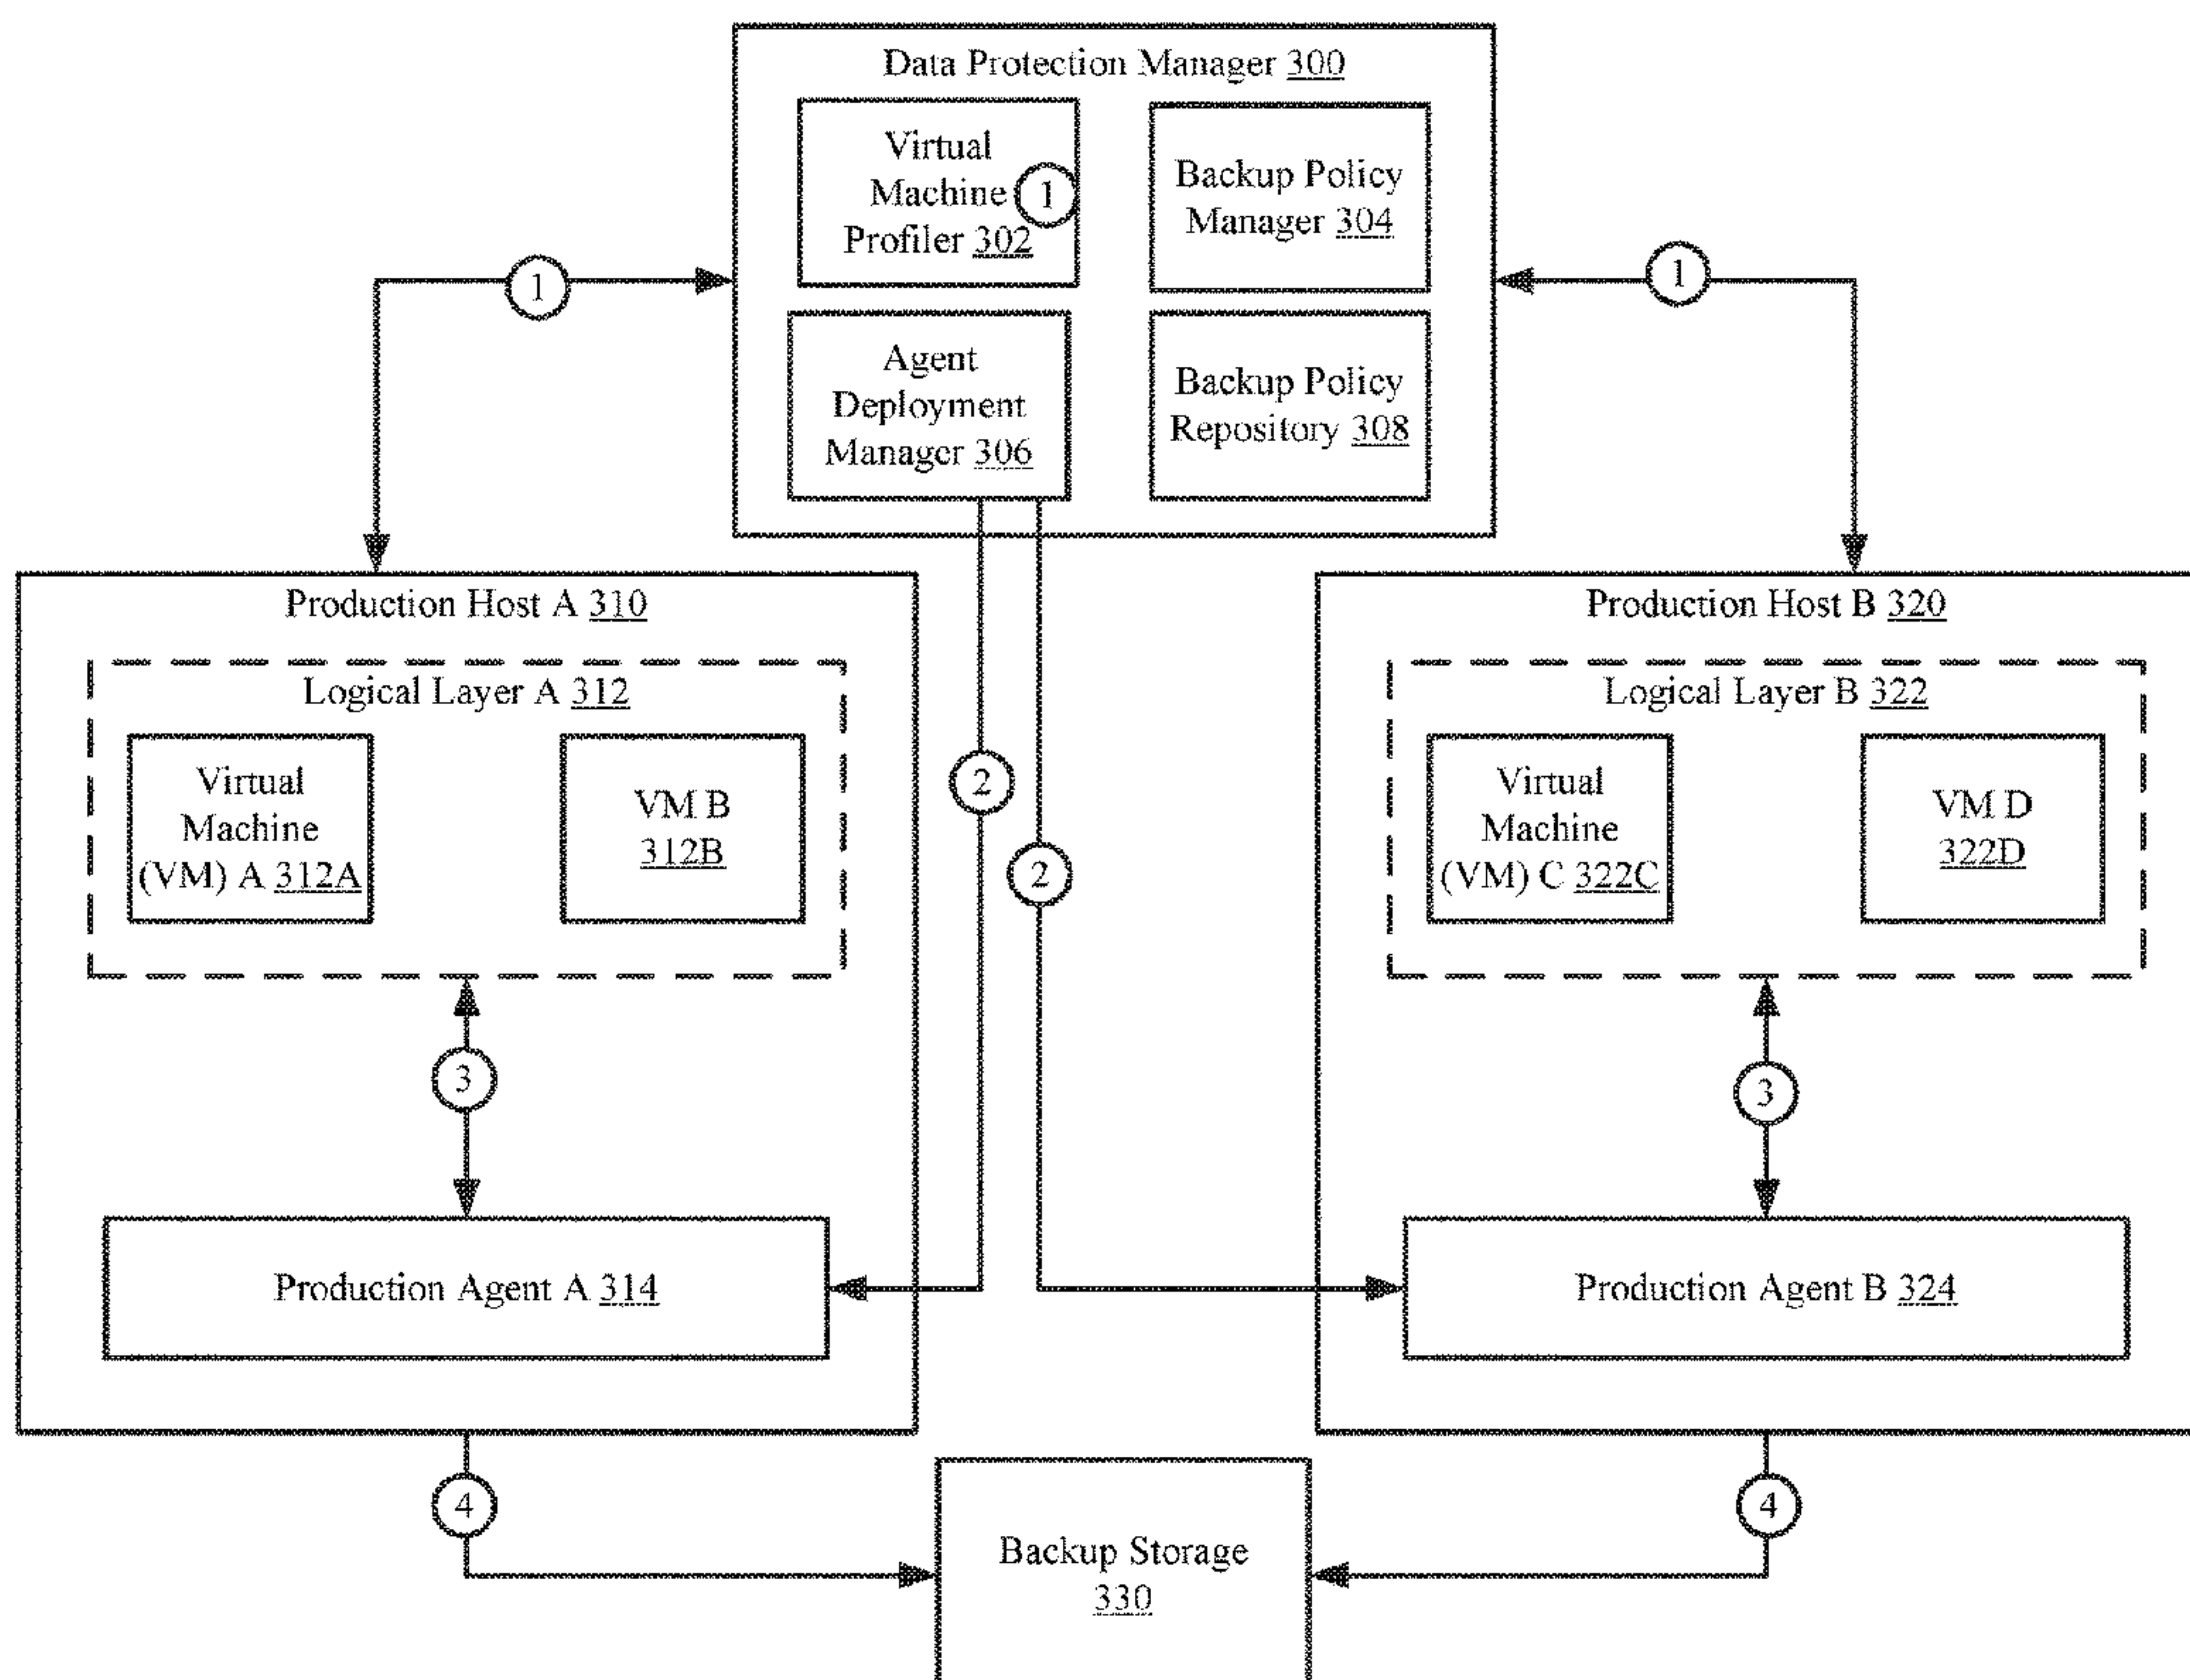 Data Protection Manager 300
Virtual
Machine 1
Profiler 302
Backup Policy
Manager 304
1
1
Agent
Deployment
Manager 306
Backup Policy
Repository 308
Production Host A 310
Production Host B 320
Logical Layer A 312
Logical Layer B 322
Virtual
Machine
(VM) A 312A
VM B
312B
2
2
Virtual
Machine
(VM) C 322C
VM D
322D
3
3
Production Agent A 314
Production Agent B 324
4
4
Backup Storage
330